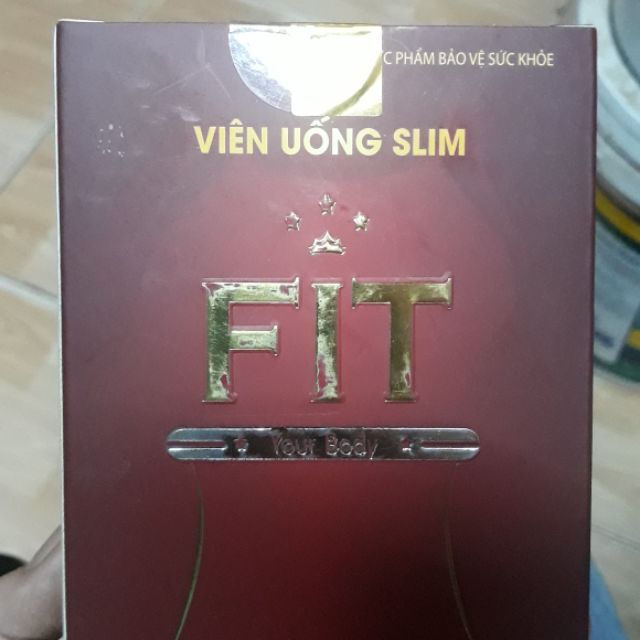 PHẨM BẢO VỆ SỨC KHỎE
VIÊN UỐNG SLIM
FIT
Your Body